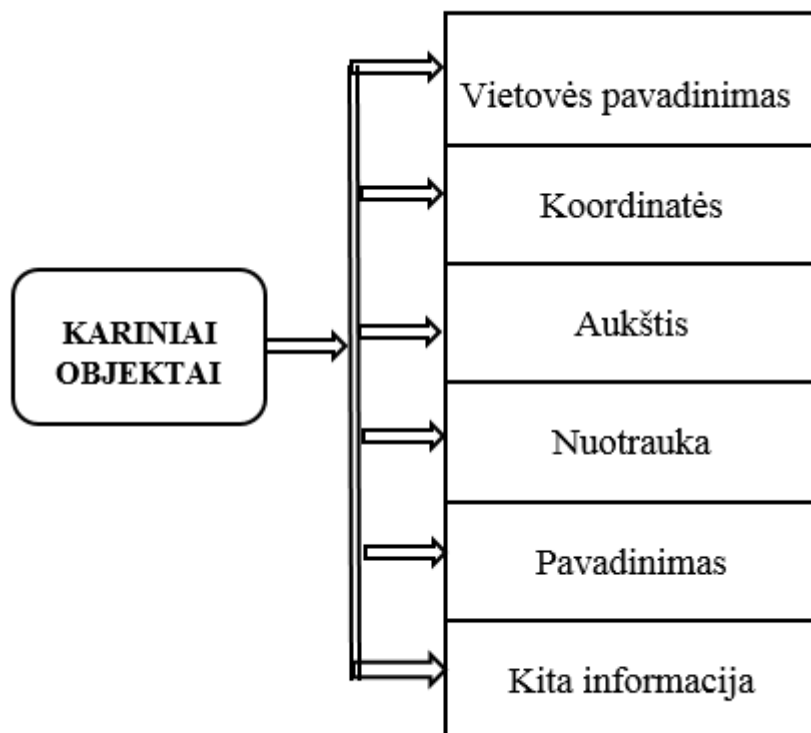 KARINIAI
OBJEKTAI
Vietovės pavadinimas
Koordinatės
Aukštis
Nuotrauka
Pavadinimas
Kita informacija